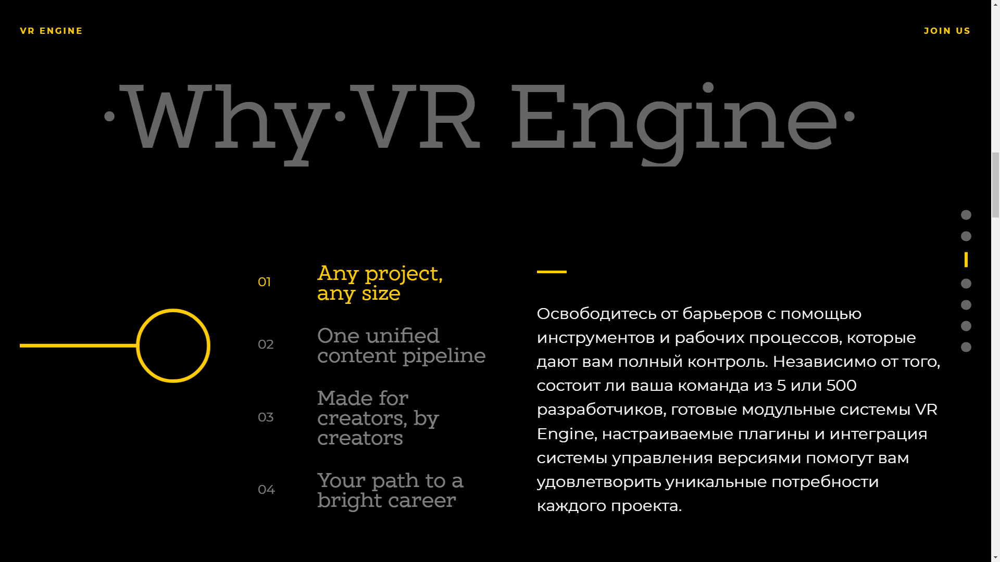 VR ENGINE
JOIN US
·Why·VR Engine·
01
Any project,
any size
02
One unified
content pipeline
03
Made for
creators, by
creators
04
Your path to a
bright career
Освободитесь от барьеров с помощью
инструментов и рабочих процессов, которые
дают вам полный контроль. Независимо от того,
состоит ли ваша команда из 5 или 500
разработчиков, готовые модульные системы VR
Engine, настраиваемые плагины и интеграция
системы управления версиями помогут вам
удовлетворить уникальные потребности
каждого проекта.